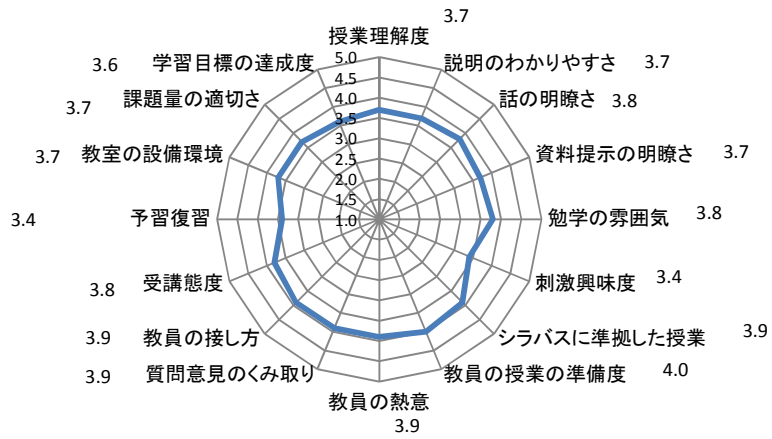 3.7
授業理解度
5.0
4.5
4.0
3.5
3.0
2.5
2.0
1.5
1.0
説明のわかりやすさ 3.7
話の明瞭さ 3.8
資料提示の明瞭さ 3.7
勉学の雰囲気 3.8
刺激興味度 3.4
シラバスに準拠した授業 3.9
教員の授業の準備度 4.0
教員の熱意
3.9
3.9 質問意見のくみ取り
3.9 教員の接し方
3.8 受講態度
3.4 予習復習
3.7 教室の設備環境
3.7 課題量の適切さ
3.6 学習目標の達成度